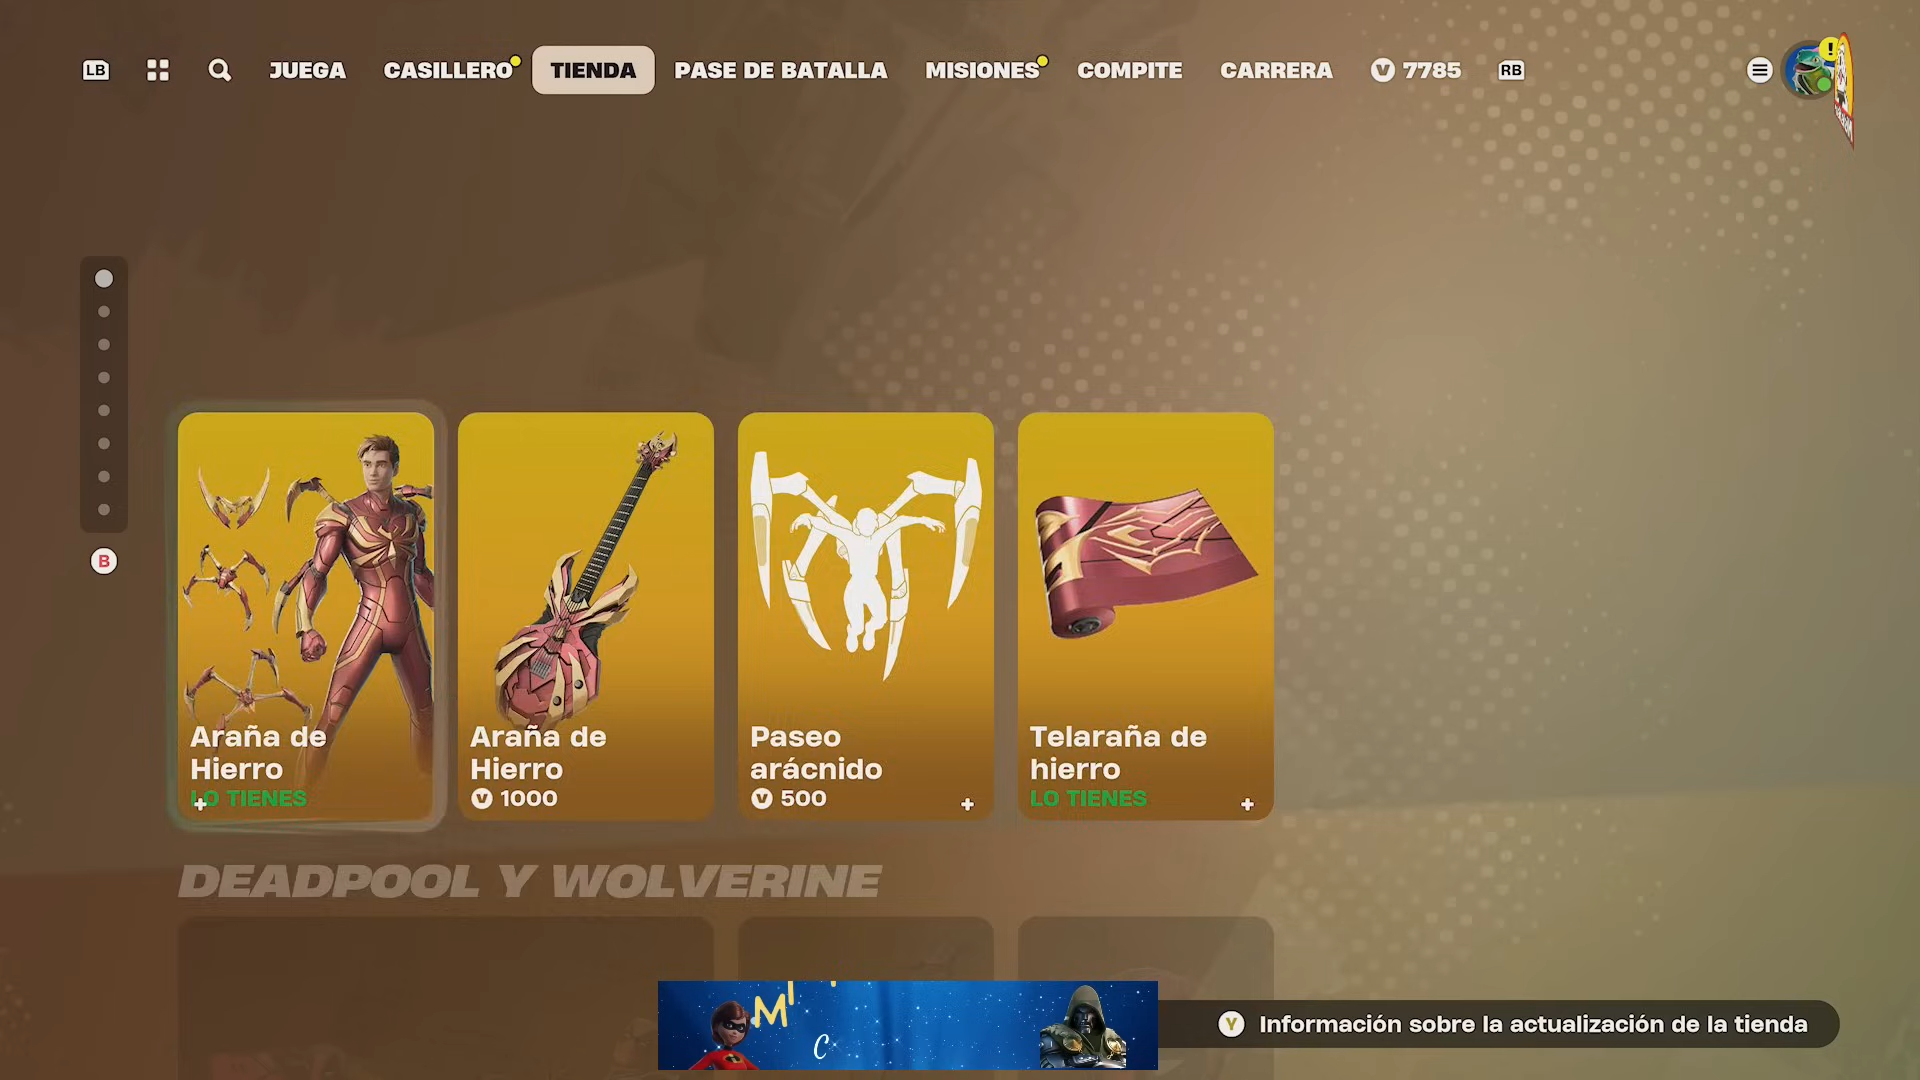 LB JUEGA CASILLERO TIENDA PASE DE BATALLA MISIONES COMPITE CARRERA V 7785 RB
!
B
Araña de
Hierro
LO TIENES
Araña de
Hierro
V 1000
Paseo
arácnido
V 500
Telaraña de
hierro
LO TIENES
DEADPOOL Y WOLVERINE
MI
C
Y Información sobre la actualización de la tienda